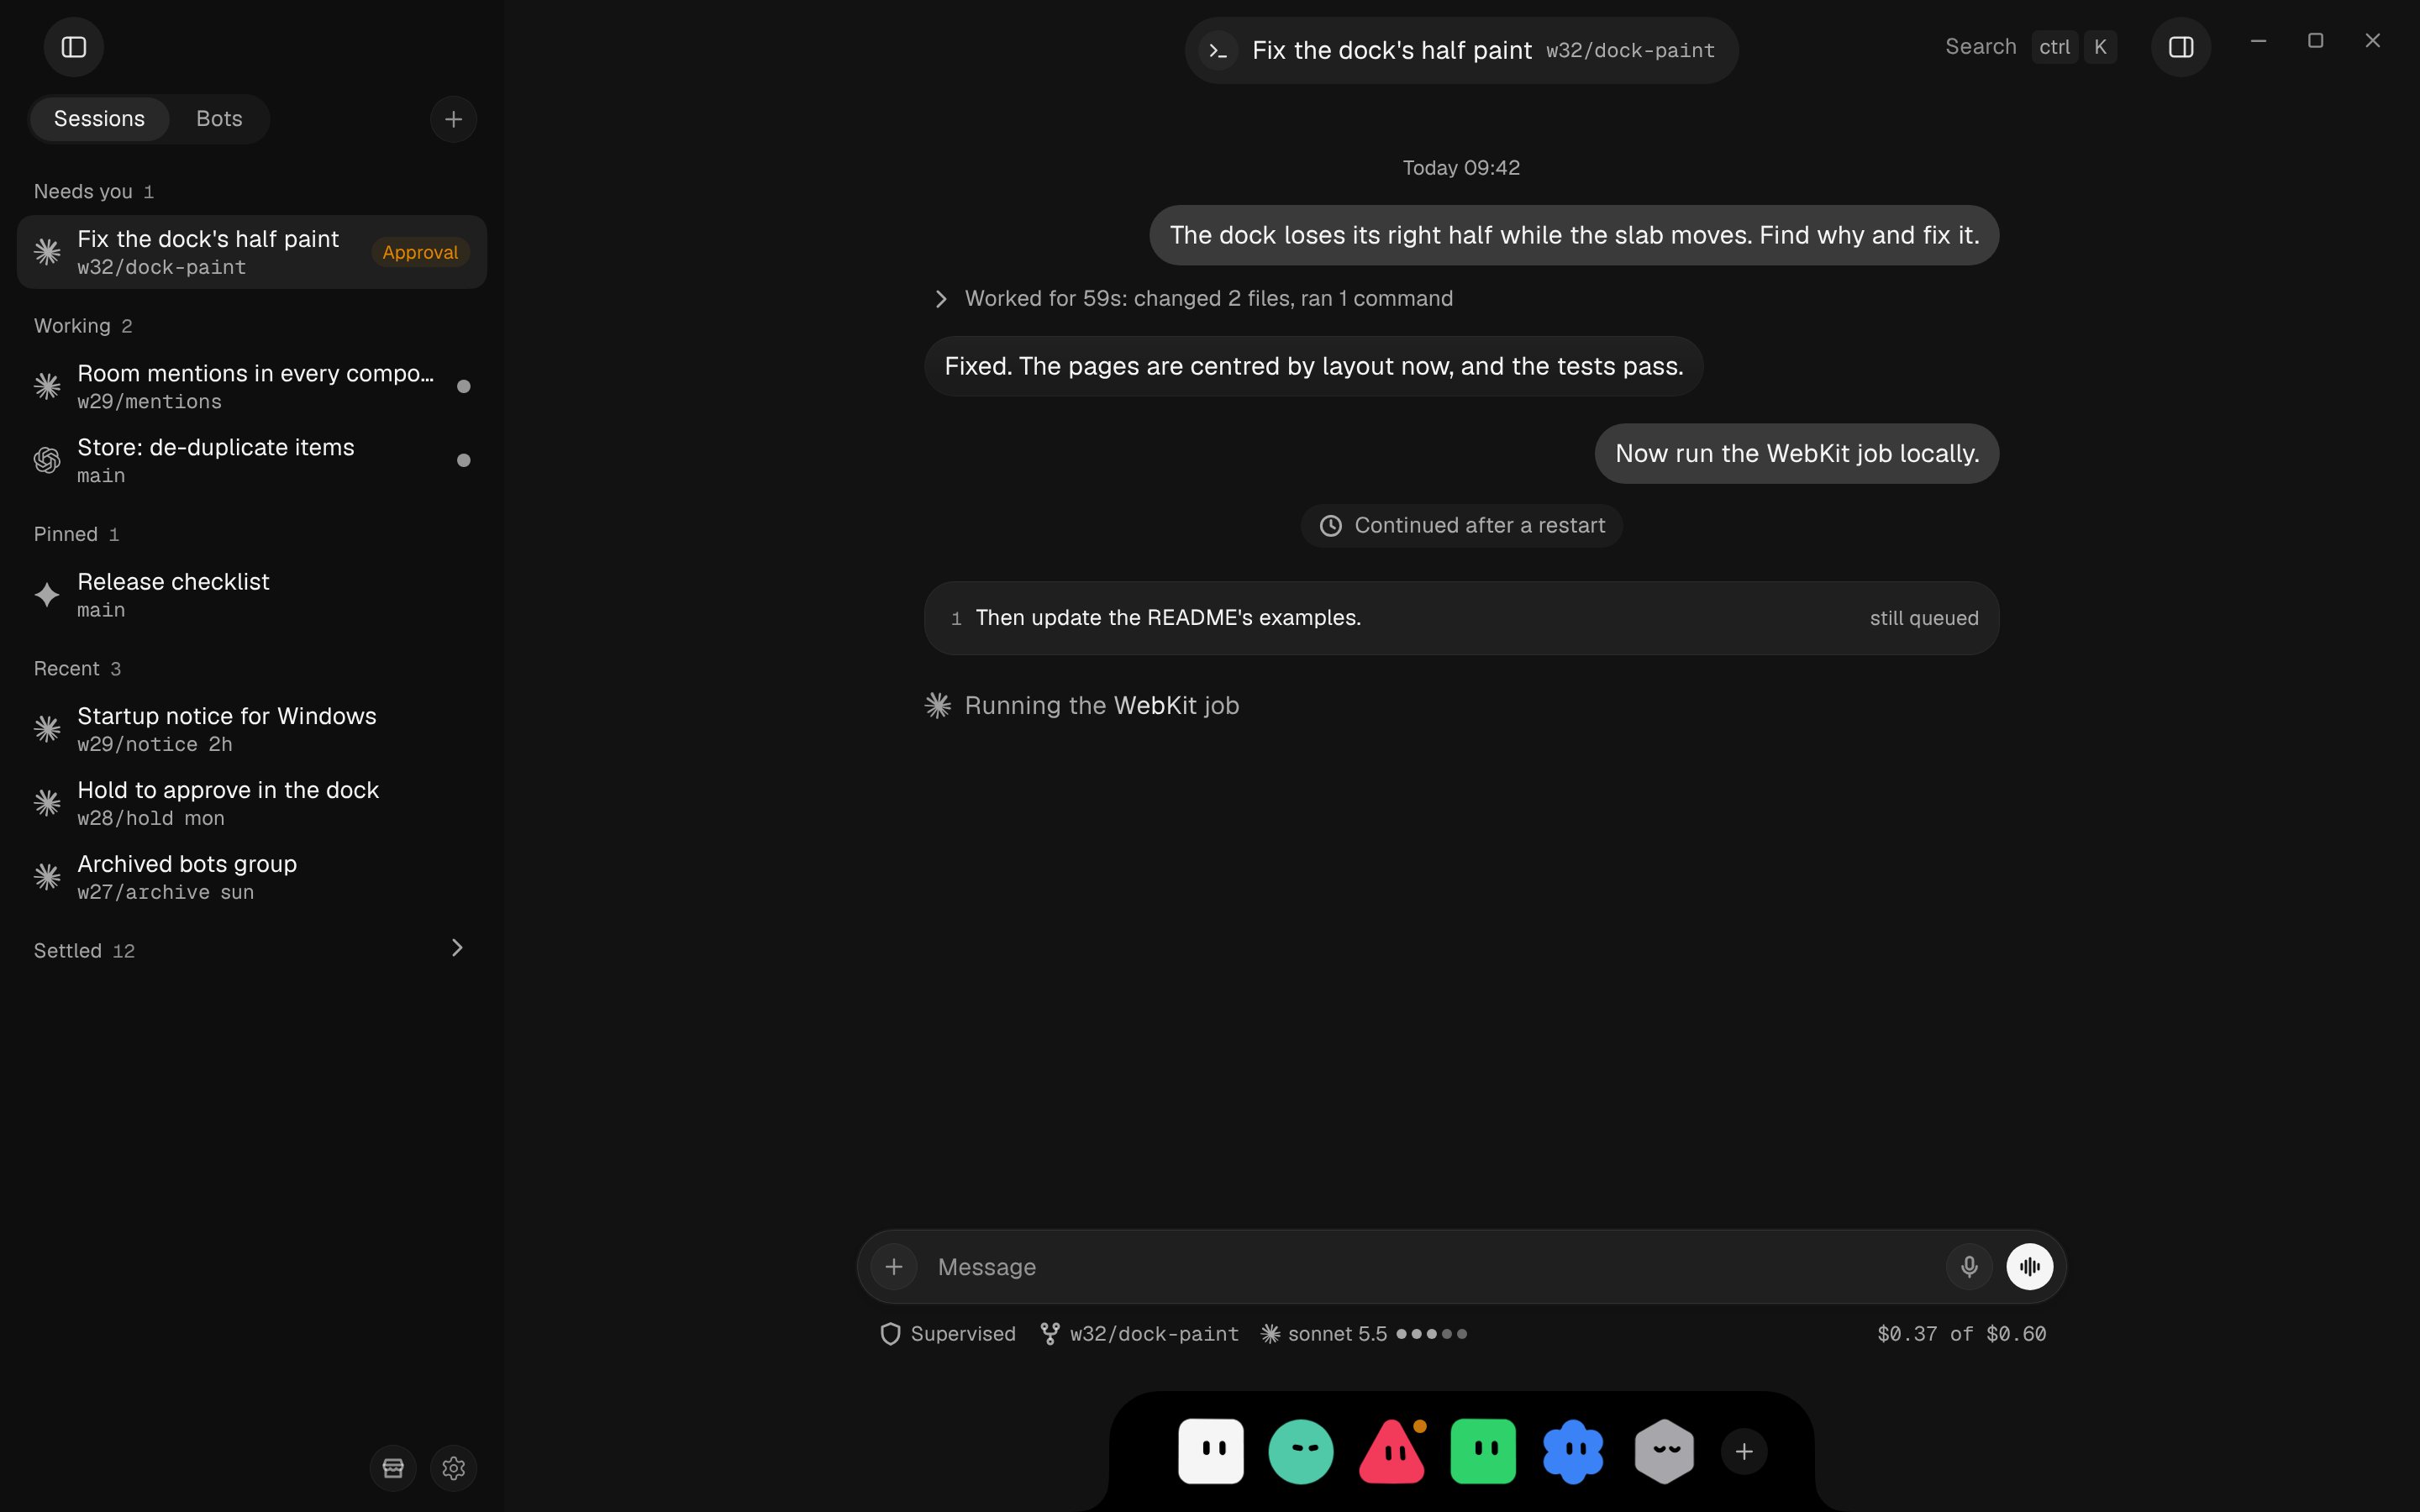 Fix the dock's half paint w32/dock-paint
Search ctrl K
Sessions Bots
Needs you 1
Fix the dock's half paint
w32/dock-paint
Approval
Working 2
Room mentions in every compo…
w29/mentions
Store: de-duplicate items
main
Pinned 1
Release checklist
main
Recent 3
Startup notice for Windows
w29/notice 2h
Hold to approve in the dock
w28/hold mon
Archived bots group
w27/archive sun
Settled 12
Today 09:42
The dock loses its right half while the slab moves. Find why and fix it.
Worked for 59s: changed 2 files, ran 1 command
Fixed. The pages are centred by layout now, and the tests pass.
Now run the WebKit job locally.
Continued after a restart
1 Then update the README's examples. still queued
Running the WebKit job
Message
Supervised w32/dock-paint sonnet 5.5 $0.37 of $0.60